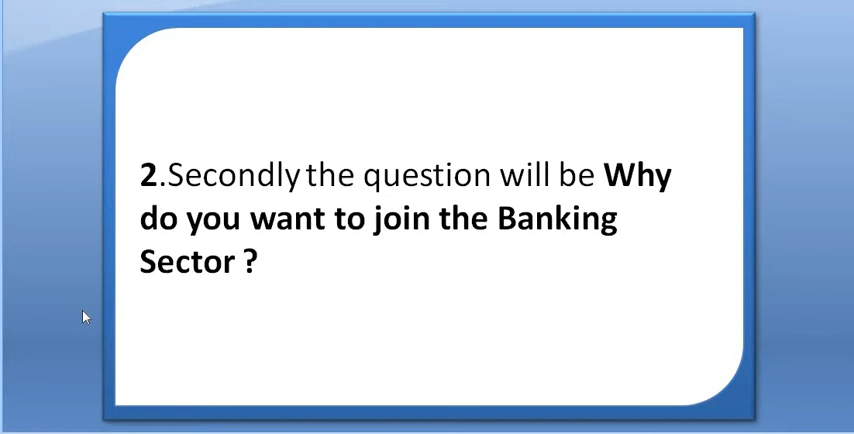 2.Secondly the question will be Why
do you want to join the Banking
Sector ?